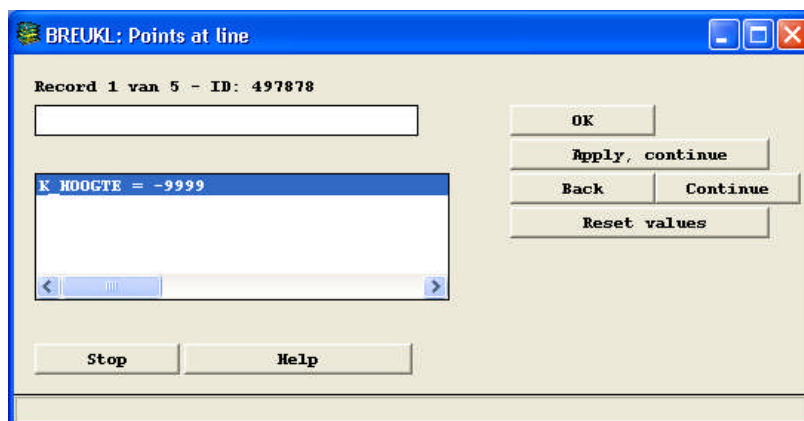 BREUKL: Points at line
Record 1 van 5 - ID: 497878
OK
Apply, continue
K_HOOGTE = -9999
Back
Continue
Reset values
Stop
Help